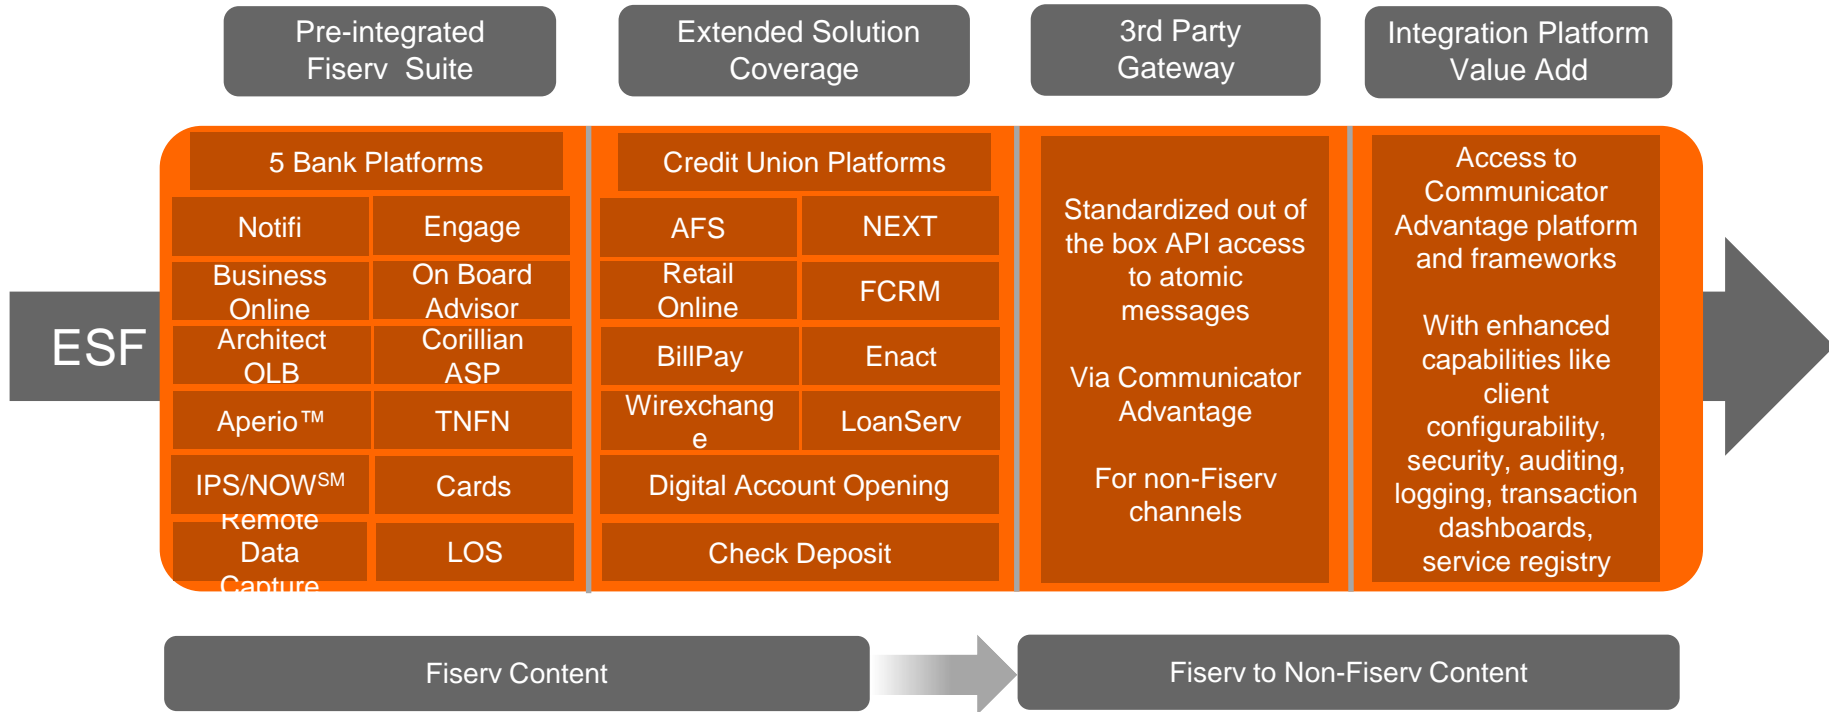 Pre-integrated
Fiserv Suite
Extended Solution
Coverage
3rd Party
Gateway
Integration Platform
Value Add
ESF
5 Bank Platforms
Notifi
Engage
Business
Online
On Board
Advisor
Architect
OLB
Corillian
ASP
Aperio™
TNFN
IPS/NOW℠
Cards
Remote
Data
Capture
LOS
Credit Union Platforms
AFS
NEXT
Retail
Online
FCRM
BillPay
Enact
Wirexchang
e
LoanServ
Digital Account Opening
Check Deposit
Standardized out of
the box API access
to atomic
messages
Via Communicator
Advantage
For non-Fiserv
channels
Access to
Communicator
Advantage platform
and frameworks
With enhanced
capabilities like
client
configurability,
security, auditing,
logging, transaction
dashboards,
service registry
Fiserv Content
Fiserv to Non-Fiserv Content